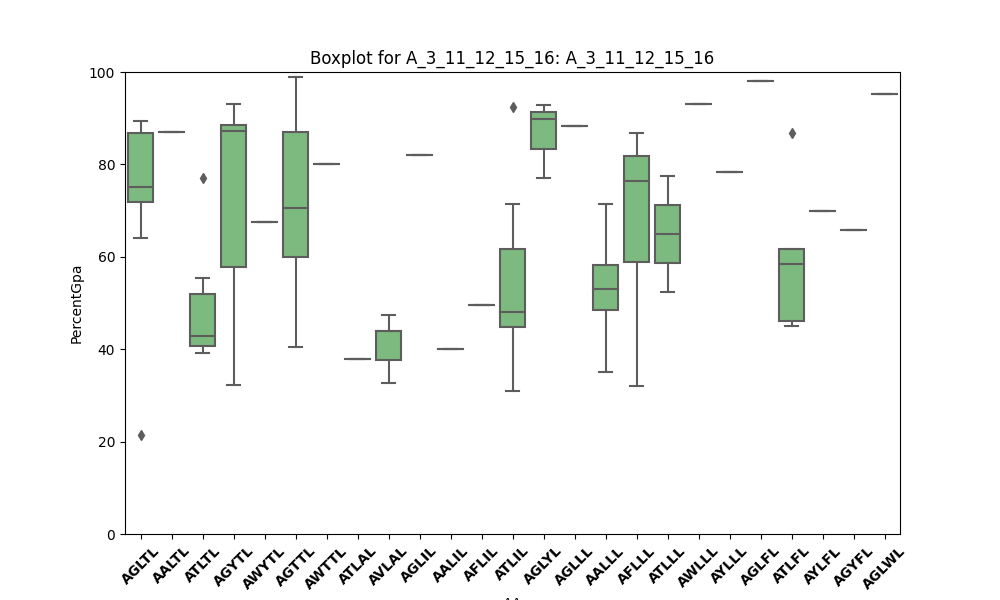 Boxplot for A_3_11_12_15_16: A_3_11_12_15_16
100
80
60
40
20
0
PercentGpa
AGLTL
AALTL
ATLTL
AGYTL
AWYTL
AGTTL
AWTTL
ATLAL
AVLAL
AGLIL
AALIL
AFLIL
ATLIL
AGLYL
AGLLL
AALLL
AFLLL
ATLLL
AWLLL
AYLLL
AGLFL
ATLFL
AYLFL
AGYFL
AGLWL